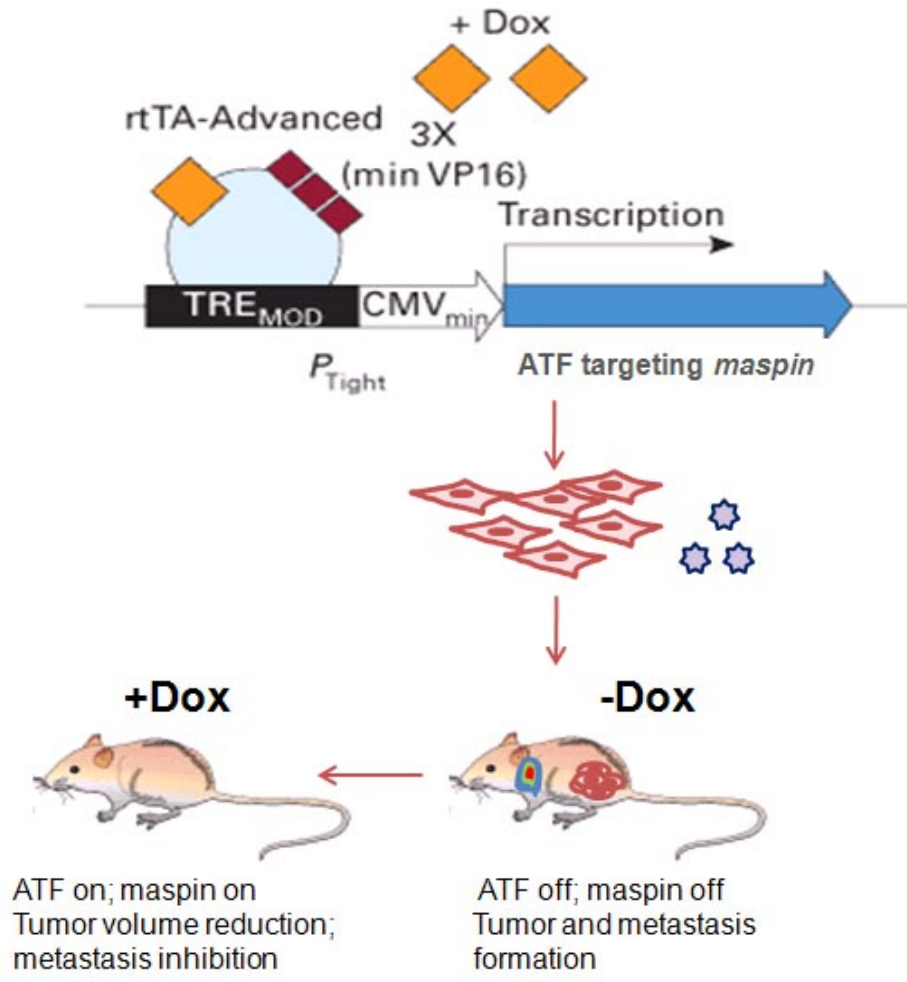 + Dox
rtTA-Advanced
3X
(min VP16)
Transcription
TREMOD
CMVmin
PTight
ATF targeting maspin
+Dox
-Dox
ATF on; maspin on
Tumor volume reduction;
metastasis inhibition
ATF off; maspin off
Tumor and metastasis
formation